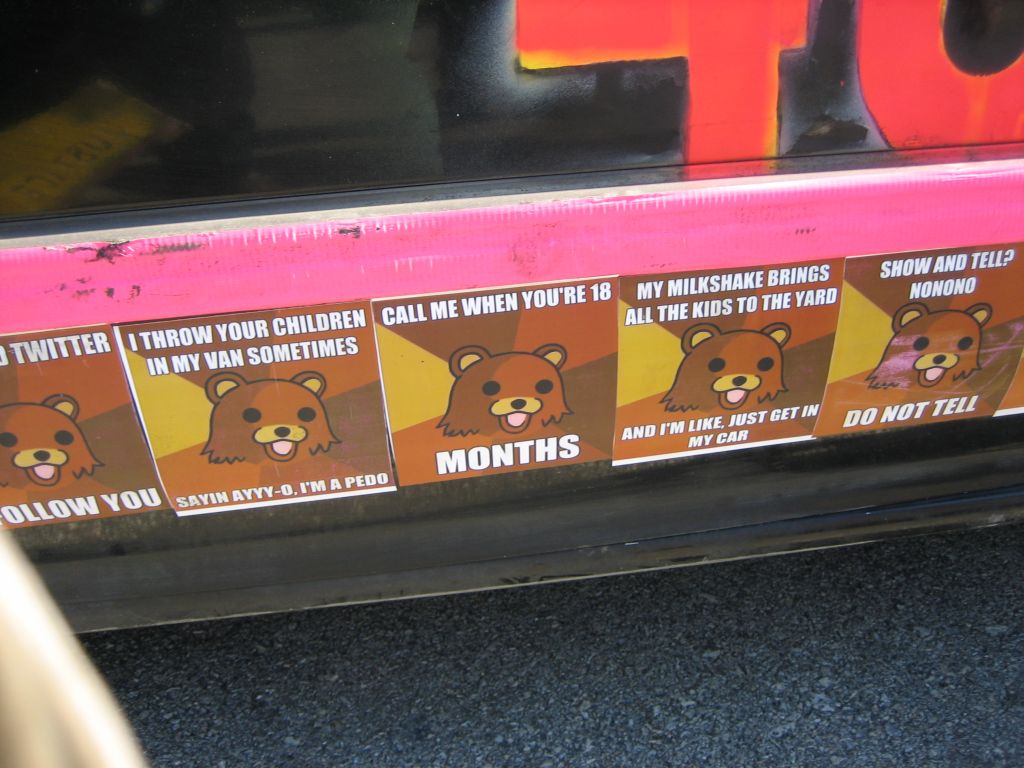 TWITTER
FOLLOW YOU
I THROW YOUR CHILDREN
IN MY VAN SOMETIMES
SAYIN AYYY-O, I'M A PEDO
CALL ME WHEN YOU'RE 18
MONTHS
MY MILKSHAKE BRINGS
ALL THE KIDS TO THE YARD
AND I'M LIKE, JUST GET IN
MY CAR
SHOW AND TELL?
NONONO
DO NOT TELL